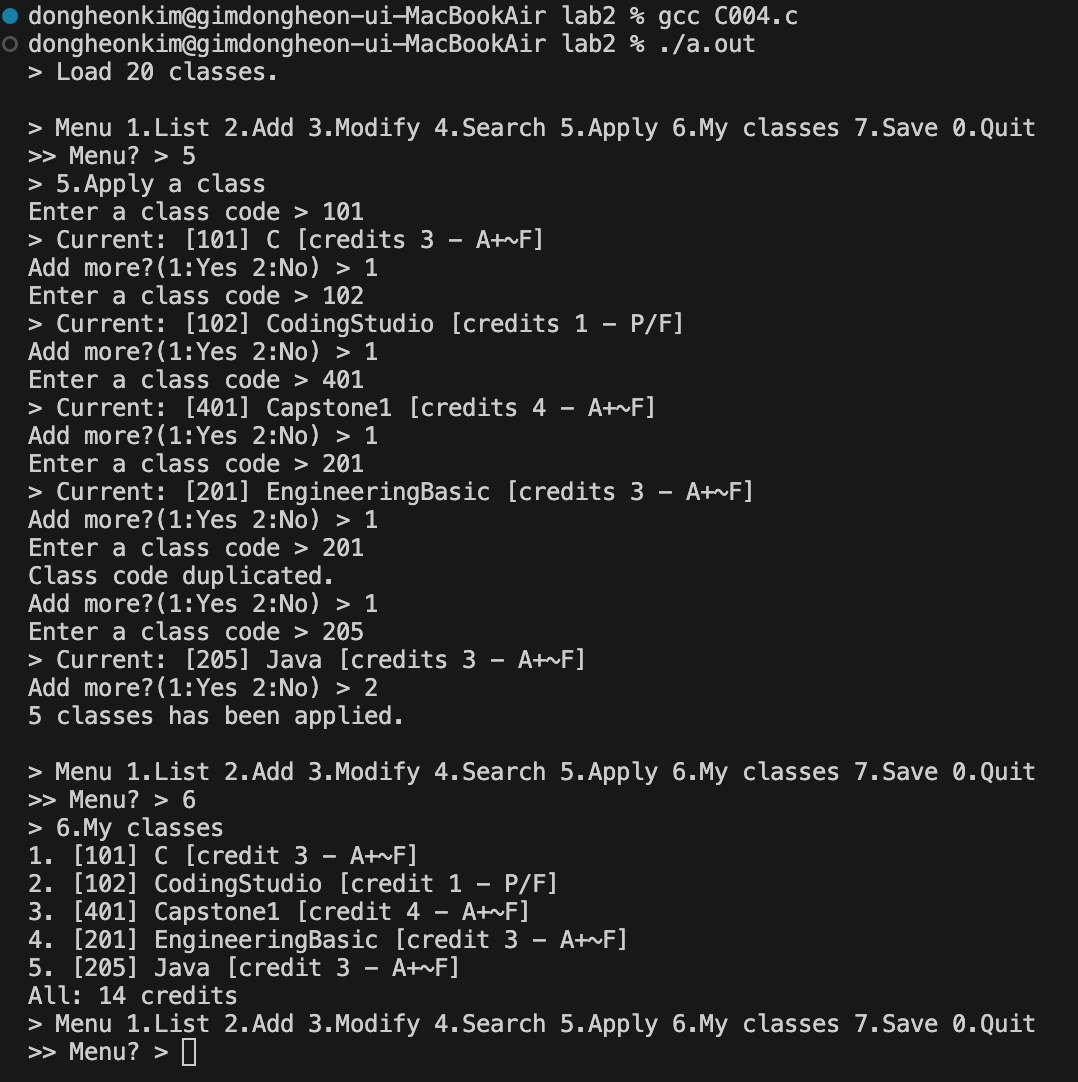 dongheonkim@gimdongheon-ui-MacBookAir lab2 % gcc C004.c
dongheonkim@gimdongheon-ui-MacBookAir lab2 % ./a.out
> Load 20 classes.
> Menu 1.List 2.Add 3.Modify 4.Search 5.Apply 6.My classes 7.Save 0.Quit
>> Menu? > 5
> 5.Apply a class
Enter a class code > 101
> Current: [101] C [credits 3 - A+~F]
Add more?(1:Yes 2:No) > 1
Enter a class code > 102
> Current: [102] CodingStudio [credits 1 - P/F]
Add more?(1:Yes 2:No) > 1
Enter a class code > 401
> Current: [401] Capstone1 [credits 4 - A+~F]
Add more?(1:Yes 2:No) > 1
Enter a class code > 201
> Current: [201] EngineeringBasic [credits 3 - A+~F]
Add more?(1:Yes 2:No) > 1
Enter a class code > 201
Class code duplicated.
Add more?(1:Yes 2:No) > 1
Enter a class code > 205
> Current: [205] Java [credits 3 - A+~F]
Add more?(1:Yes 2:No) > 2
5 classes has been applied.
> Menu 1.List 2.Add 3.Modify 4.Search 5.Apply 6.My classes 7.Save 0.Quit
>> Menu? > 6
> 6.My classes
1. [101] C [credit 3 - A+~F]
2. [102] CodingStudio [credit 1 - P/F]
3. [401] Capstone1 [credit 4 - A+~F]
4. [201] EngineeringBasic [credit 3 - A+~F]
5. [205] Java [credit 3 - A+~F]
All: 14 credits
> Menu 1.List 2.Add 3.Modify 4.Search 5.Apply 6.My classes 7.Save 0.Quit
>> Menu? >